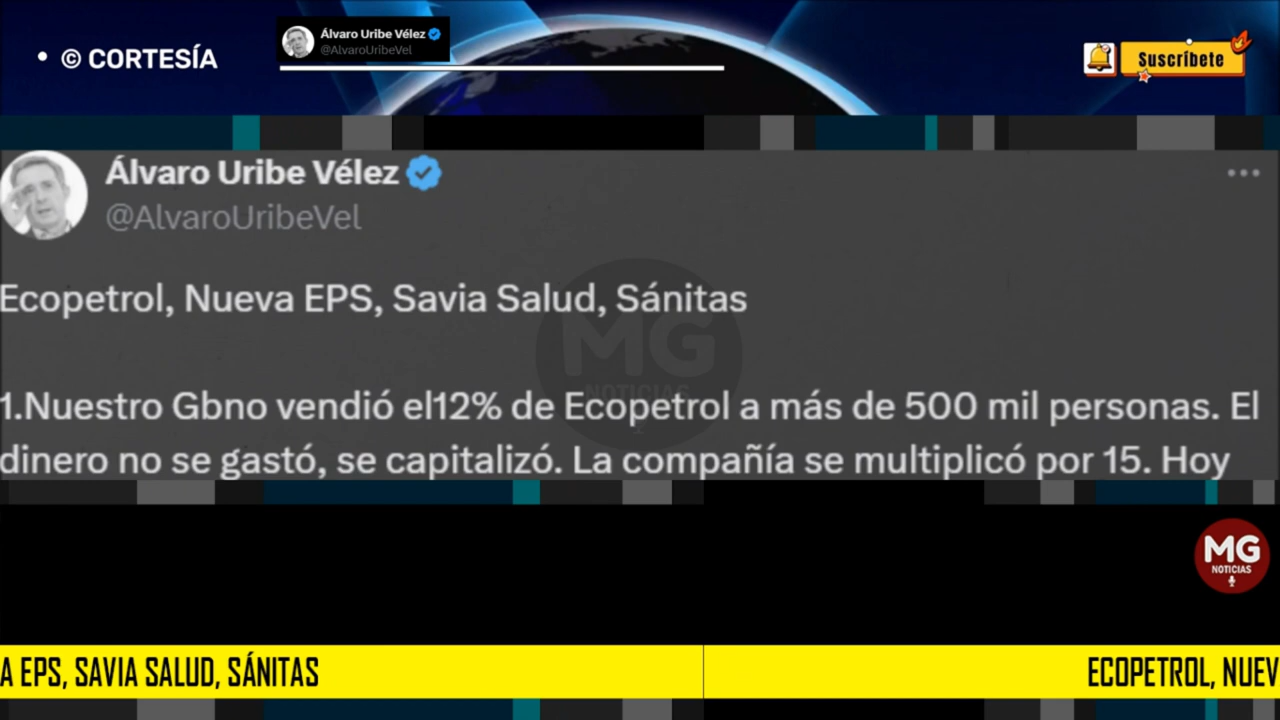 © CORTESÍA
Álvaro Uribe Vélez
@AlvaroUribeVel
Suscríbete
Álvaro Uribe Vélez
@AlvaroUribeVel
Ecopetrol, Nueva EPS, Savia Salud, Sánitas
MG
NOTICIAS
1.Nuestro Gbno vendió el12% de Ecopetrol a más de 500 mil personas. El
dinero no se gastó, se capitalizó. La compañía se multiplicó por 15. Hoy
MG
NOTICIAS
A EPS, SAVIA SALUD, SÁNITAS
ECOPETROL, NUEV